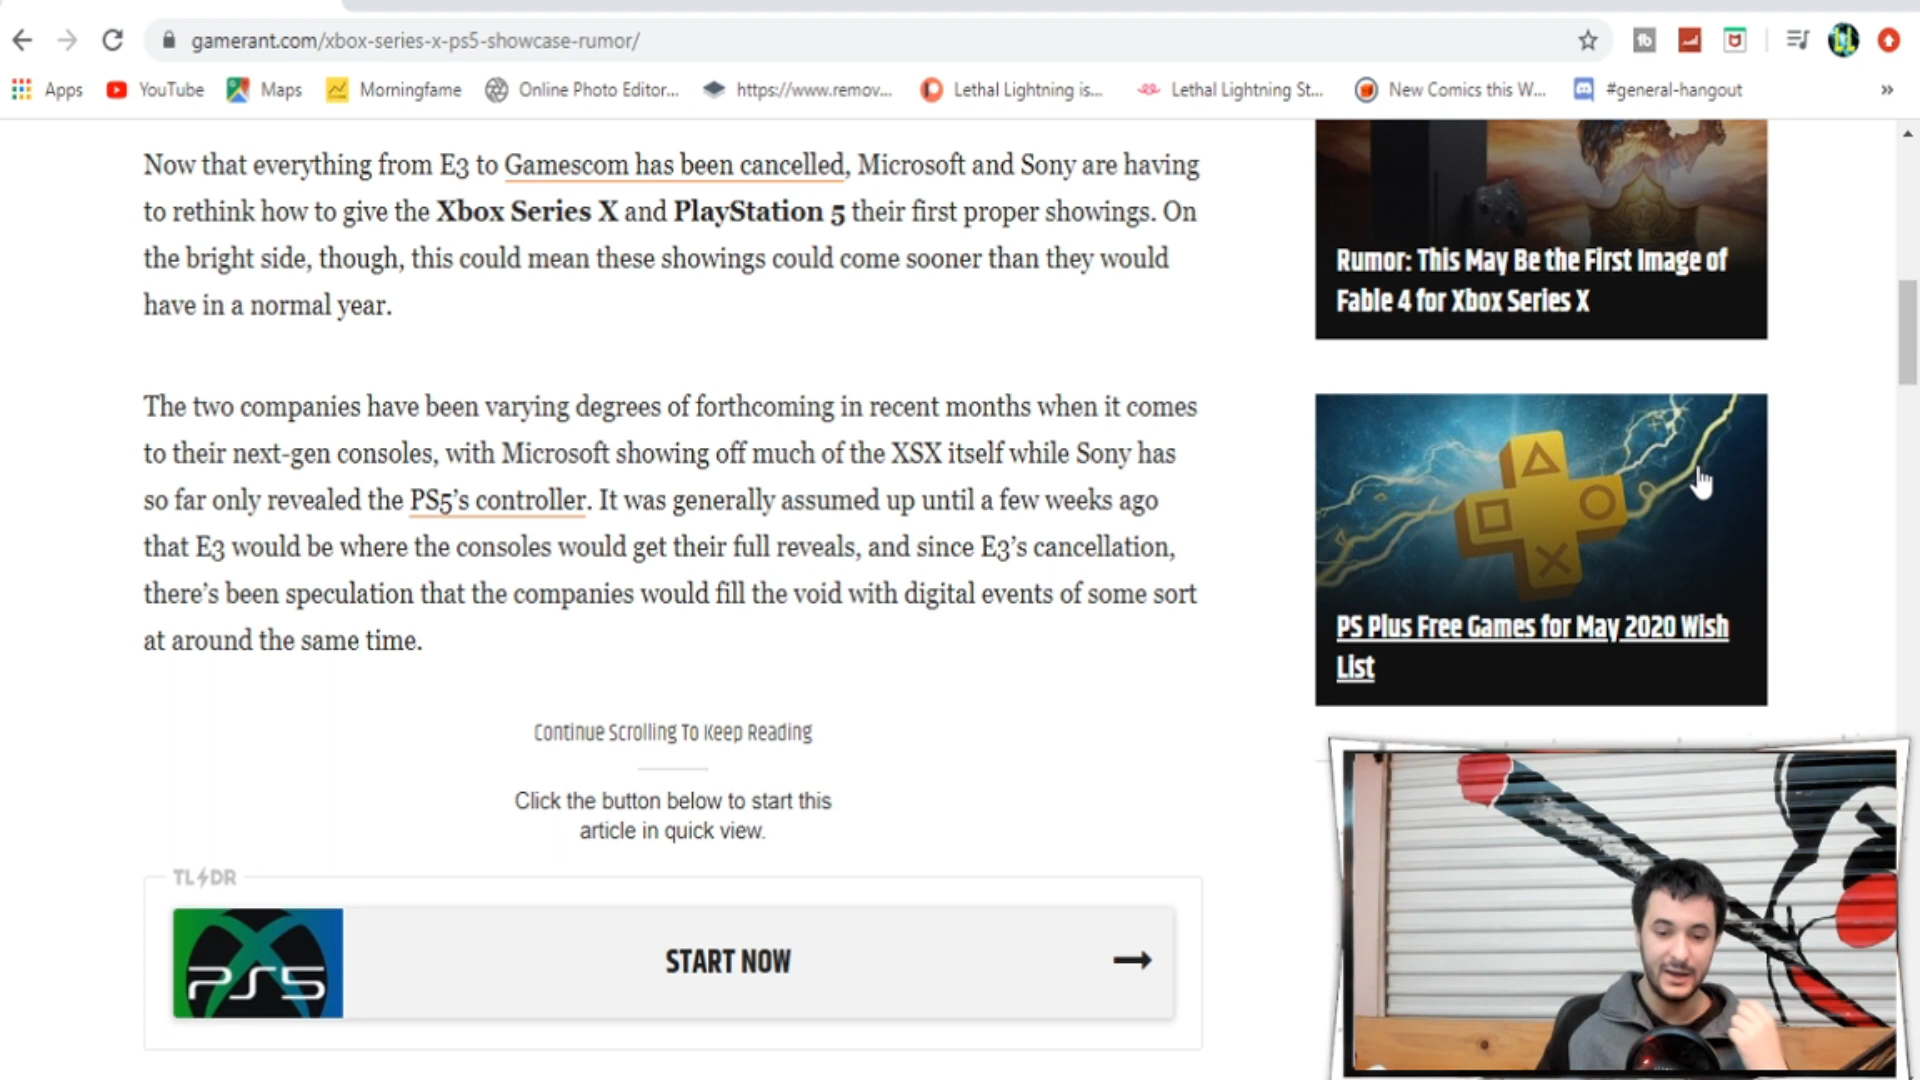 gamerant.com/xbox-series-x-ps5-showcase-rumor/
Apps YouTube Maps Morningfame Online Photo Editor... https://www.remov... Lethal Lightning is... Lethal Lightning St... New Comics this W... #general-hangout »
Now that everything from E3 to Gamescom has been cancelled, Microsoft and Sony are having
to rethink how to give the Xbox Series X and PlayStation 5 their first proper showings. On
the bright side, though, this could mean these showings could come sooner than they would
have in a normal year.
The two companies have been varying degrees of forthcoming in recent months when it comes
to their next-gen consoles, with Microsoft showing off much of the XSX itself while Sony has
so far only revealed the PS5’s controller. It was generally assumed up until a few weeks ago
that E3 would be where the consoles would get their full reveals, and since E3’s cancellation,
there’s been speculation that the companies would fill the void with digital events of some sort
at around the same time.
Continue Scrolling To Keep Reading
Click the button below to start this
article in quick view.
TL DR
PS5
START NOW
Rumor: This May Be the First Image of
Fable 4 for Xbox Series X
PS Plus Free Games for May 2020 Wish
List